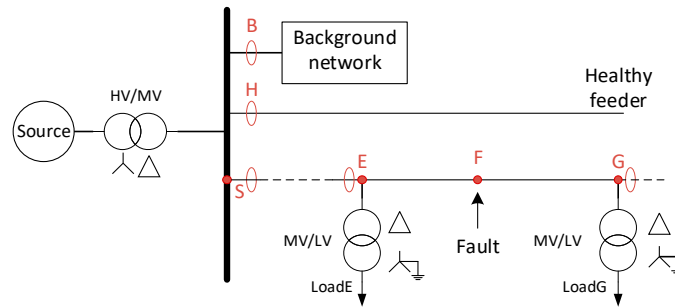 B
Background
network
HV/MV
H
Healthy
feeder
Source
S
E
F
G
MV/LV
Fault
MV/LV
LoadE
LoadG